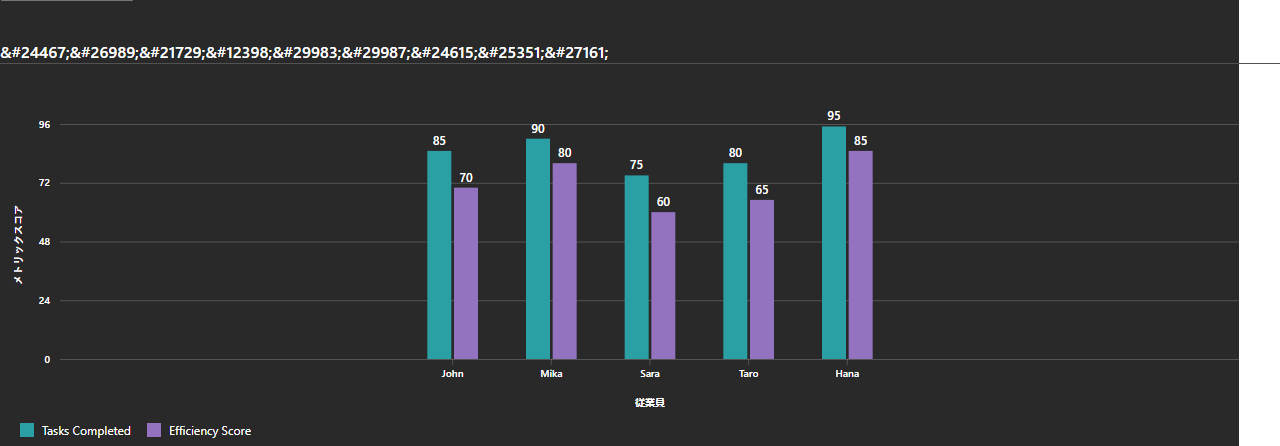 &#24467;&#26989;&#21729;&#12398;&#29983;&#29987;&#24615;&#25351;&#27161;
96
72
48
24
0
メトリックスコア
85
70
90
80
75
60
80
65
95
85
John
Mika
Sara
Taro
Hana
従業員
Tasks Completed
Efficiency Score